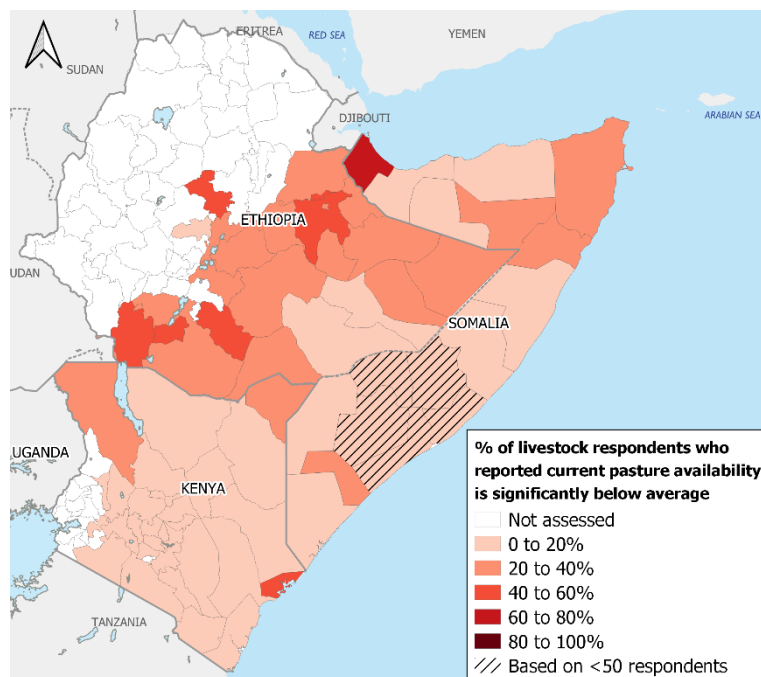 ERITREA
RED SEA
YEMEN
SUDAN
ARABIAN SEA
DJIBOUTI
ETHIOPIA
UDAN
SOMALIA
UGANDA
KENYA
TANZANIA
% of livestock respondents who
reported current pasture availability
is significantly below average
Not assessed
0 to 20%
20 to 40%
40 to 60%
60 to 80%
80 to 100%
Based on <50 respondents